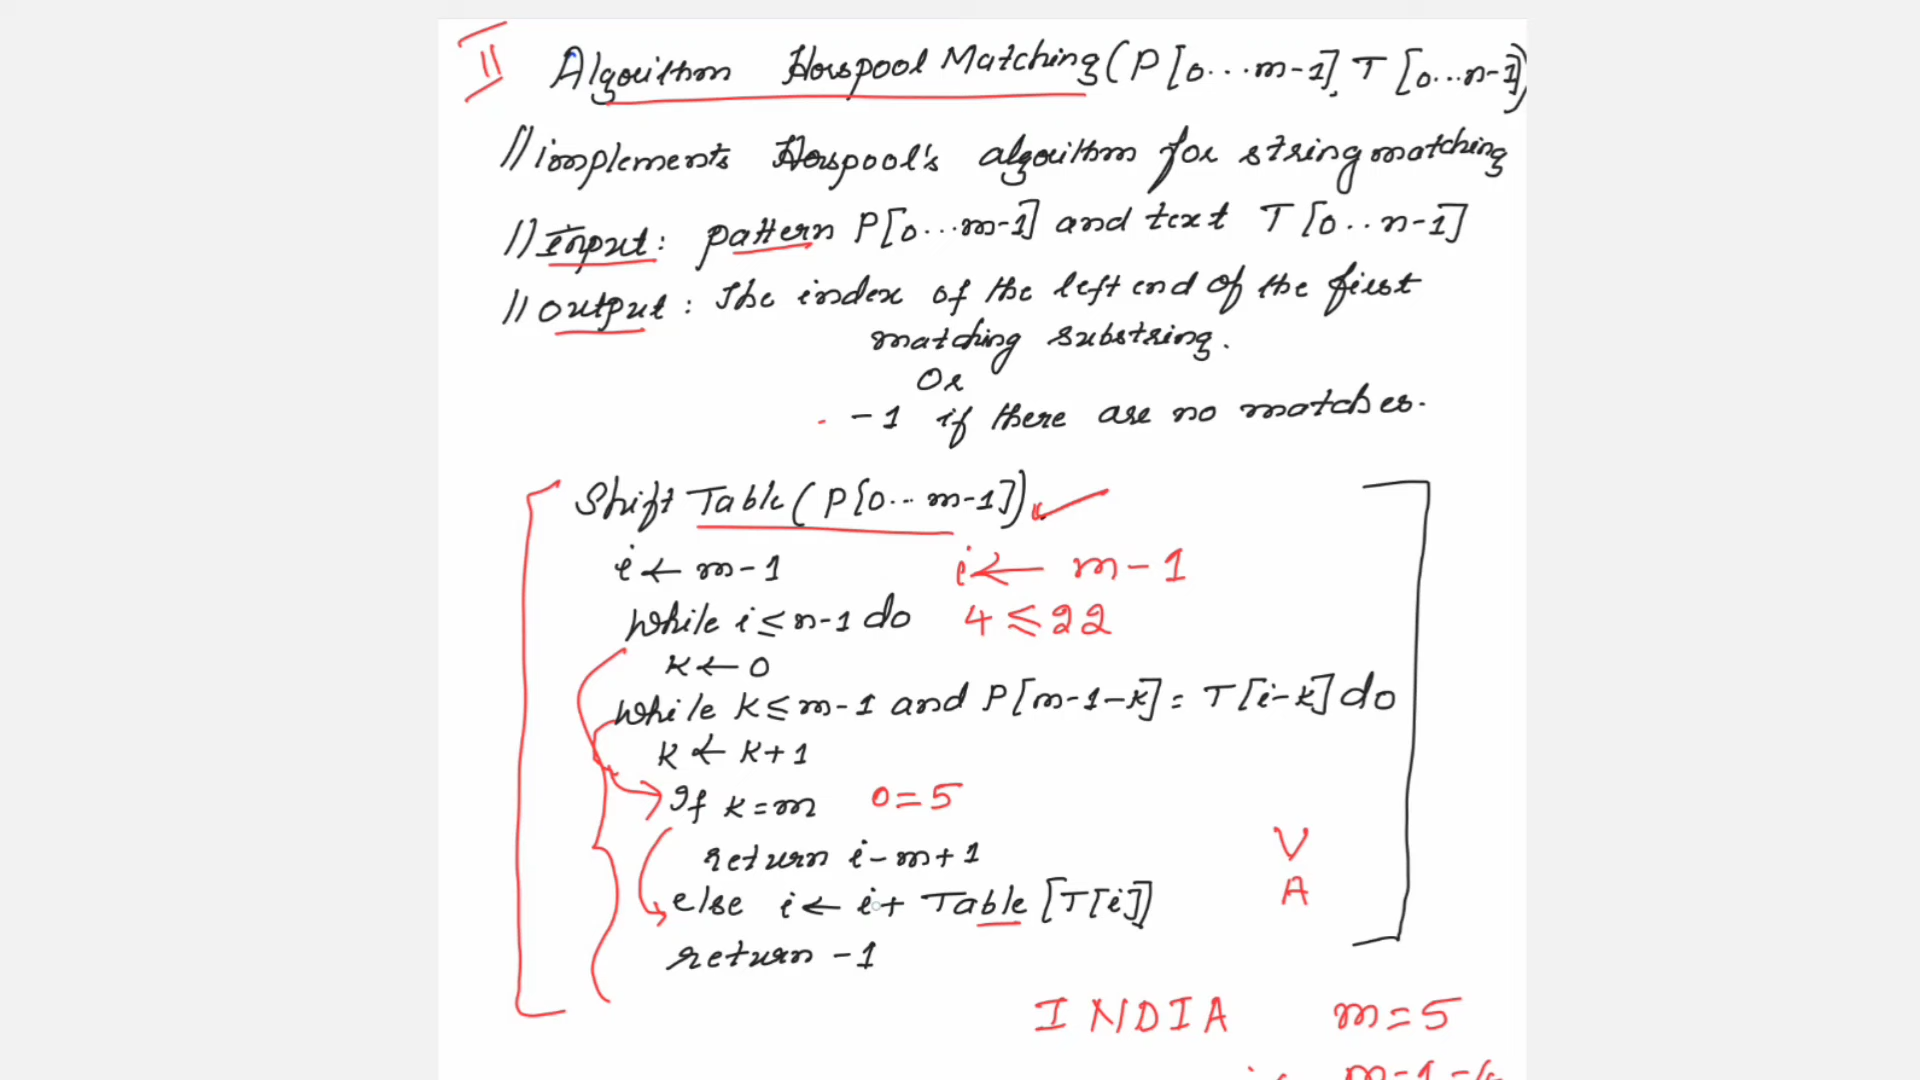 II Algorithm Horspool Matching(P[0...m-1], T[0...n-1])
//implements Horspool's algorithm for string matching
//input: pattern P[0...m-1] and text T[0..n-1]
//output: The index of the left end of the first
matching substring.
Or
-1 if there are no matches.
Shift Table(P[0...m-1])
i ← m-1 i ← m-1
while i ≤ n-1 do 4 ≤ 22
K ← 0
while K ≤ m-1 and P[m-1-K] = T[i-K] do
K ← K+1
If K = m 0=5
return i-m+1 V
else i ← i+ Table [T[i]] A
return -1
INDIA m=5